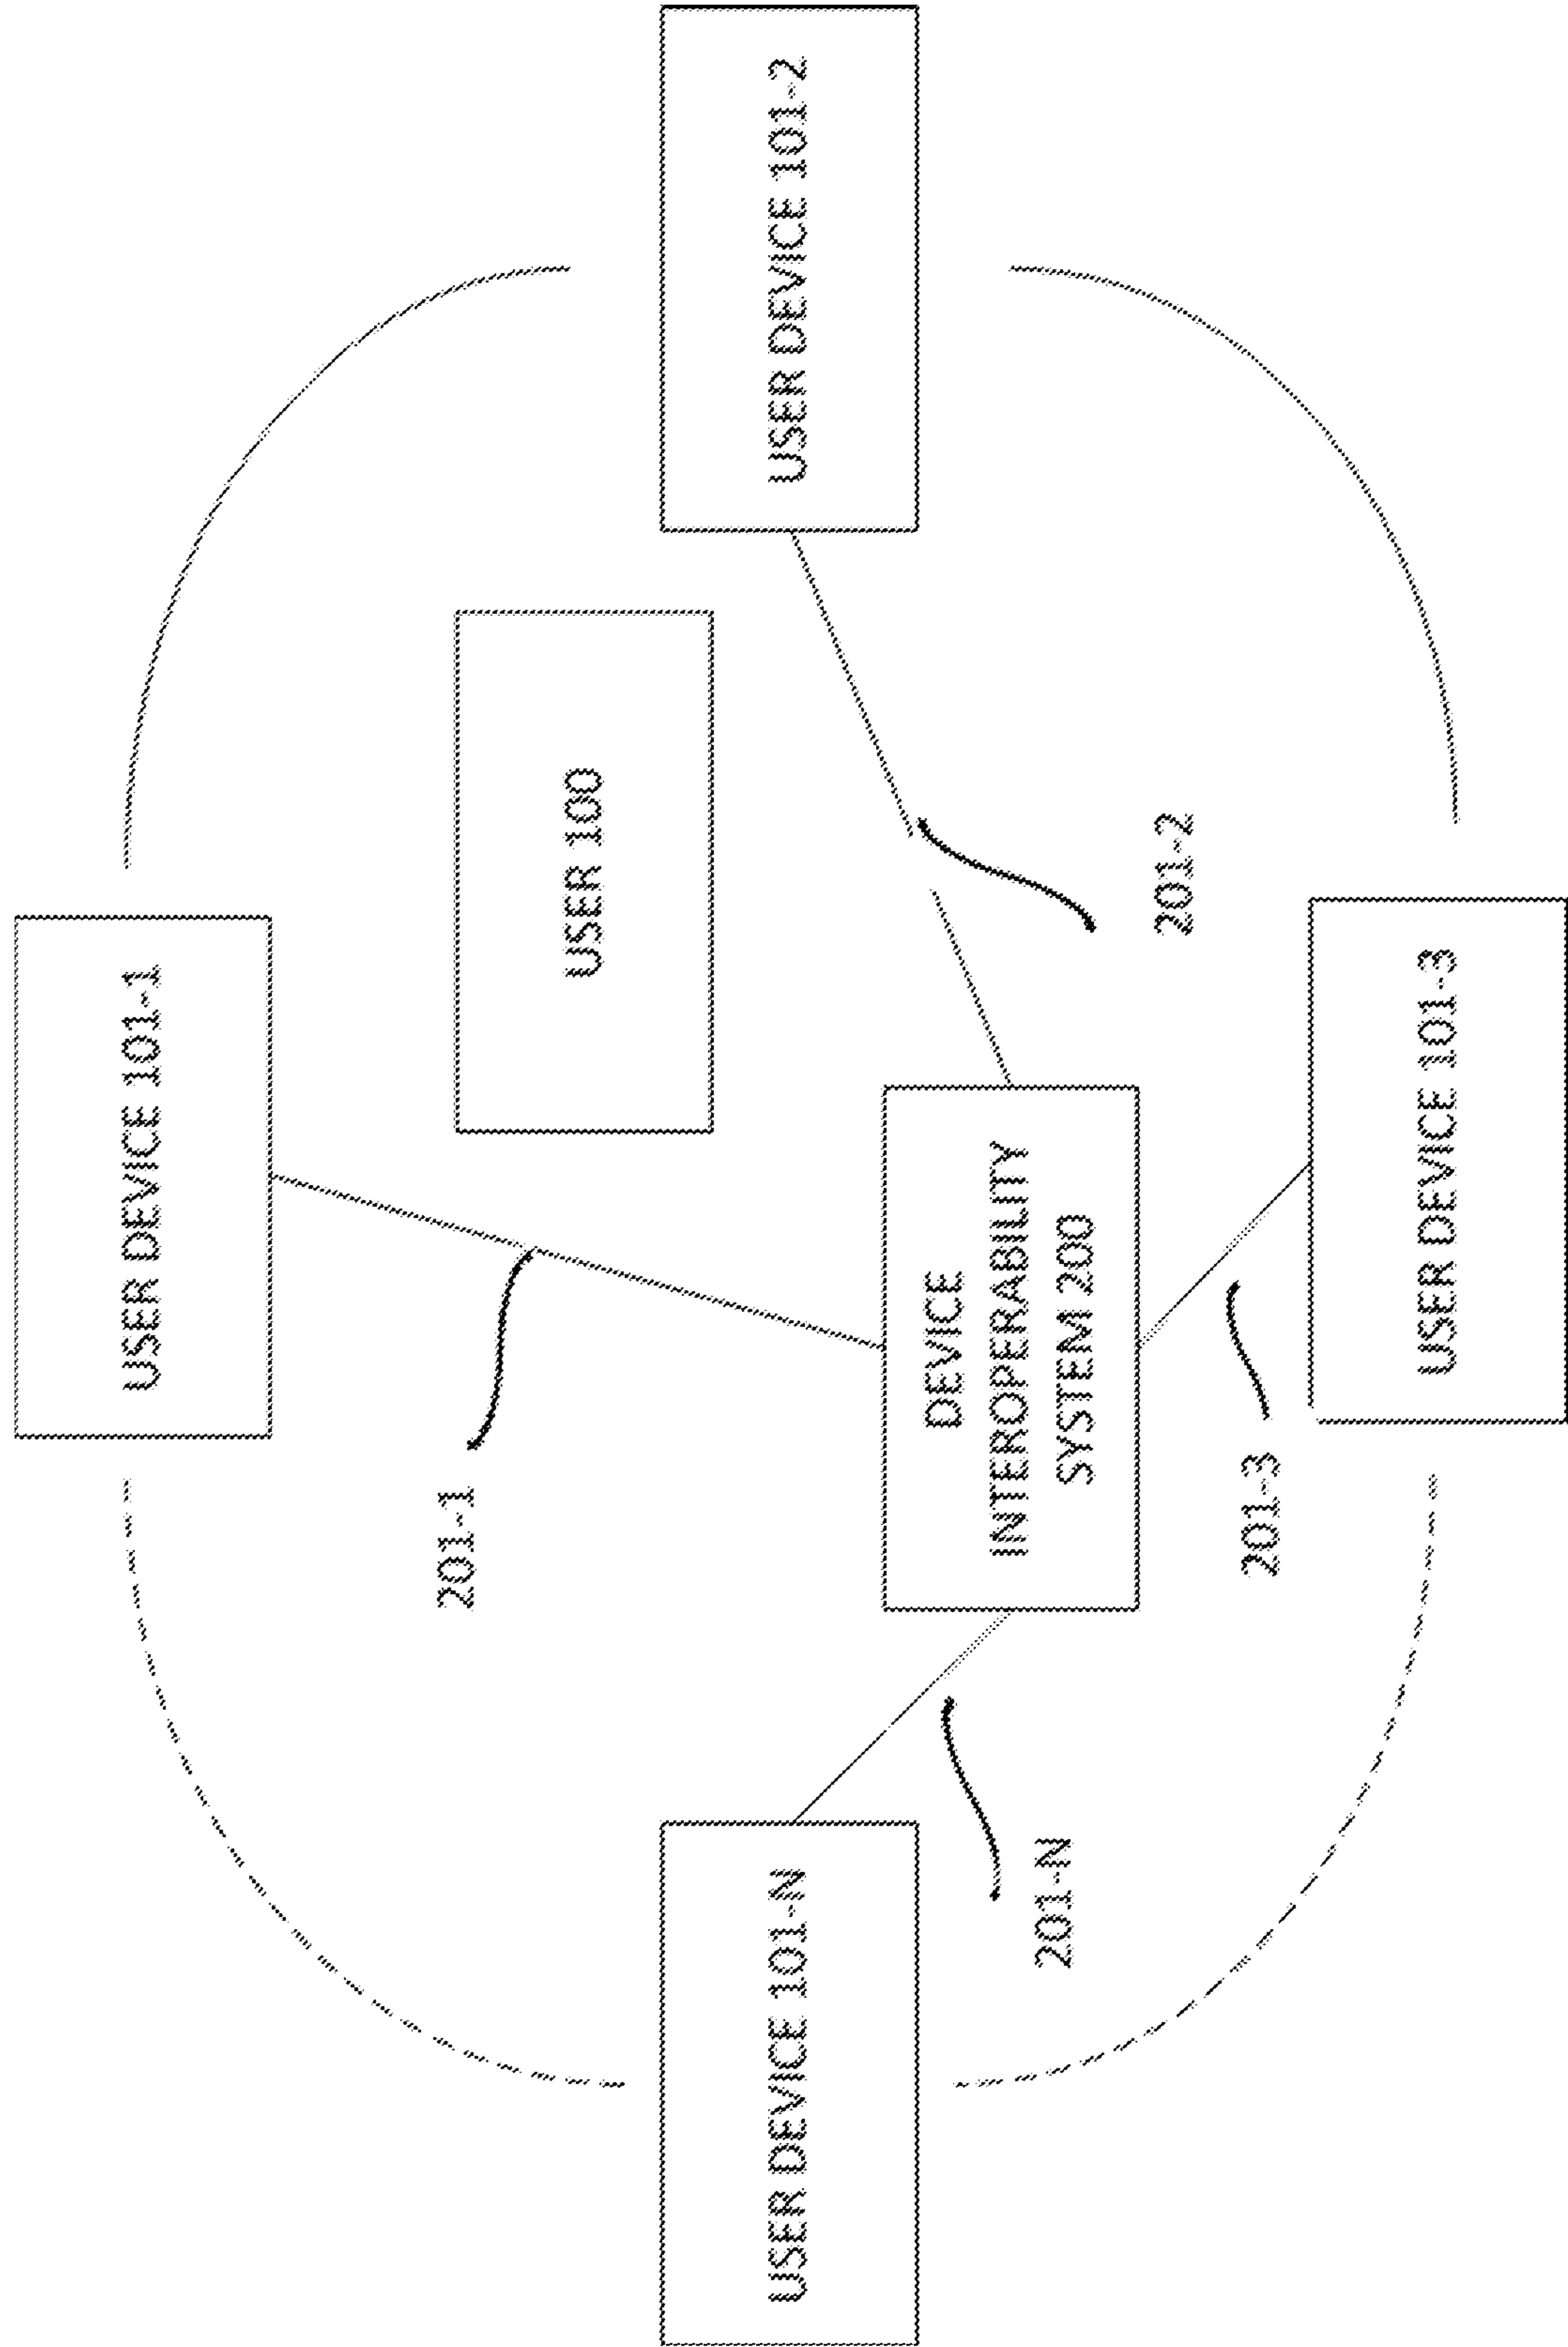 USER DEVICE 101-1
USER 100
201-1
USER DEVICE 101-N
USER DEVICE 101-2
DEVICE
INTEROPERABILITY
SYSTEM 200
201-N
201-2
201-3
USER DEVICE 101-3